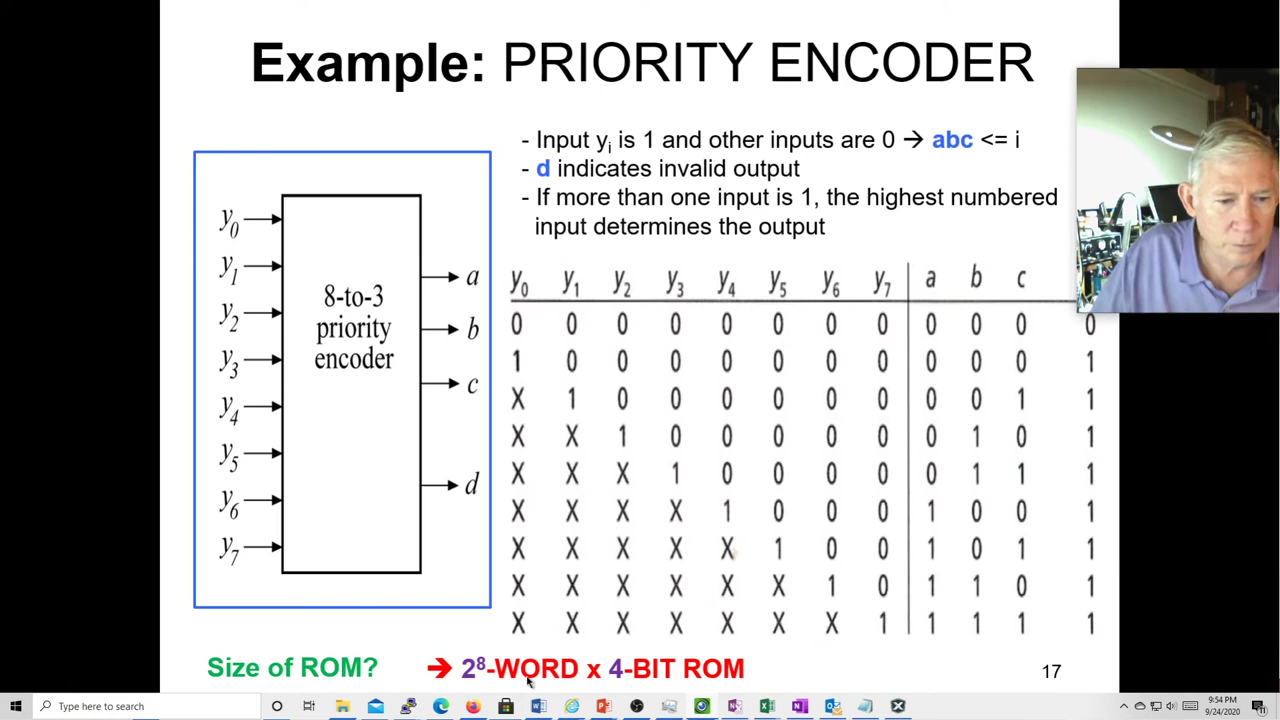 Example: PRIORITY ENCODER
- Input yi is 1 and other inputs are 0 → abc <= i
- d indicates invalid output
- If more than one input is 1, the highest numbered
input determines the output
y0
y1
y2
y3
y4
y5
y6
y7
8-to-3
priority
encoder
a
b
c
d
y0 y1 y2 y3 y4 y5 y6 y7 a b c
0 0 0 0 0 0 0 0 0 0 0 0
1 0 0 0 0 0 0 0 0 0 0 1
X 1 0 0 0 0 0 0 0 0 1 1
X X 1 0 0 0 0 0 0 1 0 1
X X X 1 0 0 0 0 0 1 1 1
X X X X 1 0 0 0 1 0 0 1
X X X X X 1 0 0 1 0 1 1
X X X X X X 1 0 1 1 0 1
X X X X X X X 1 1 1 1 1
Size of ROM? → 2⁸-WORD x 4-BIT ROM
17
Type here to search
9:54 PM
9/24/2020